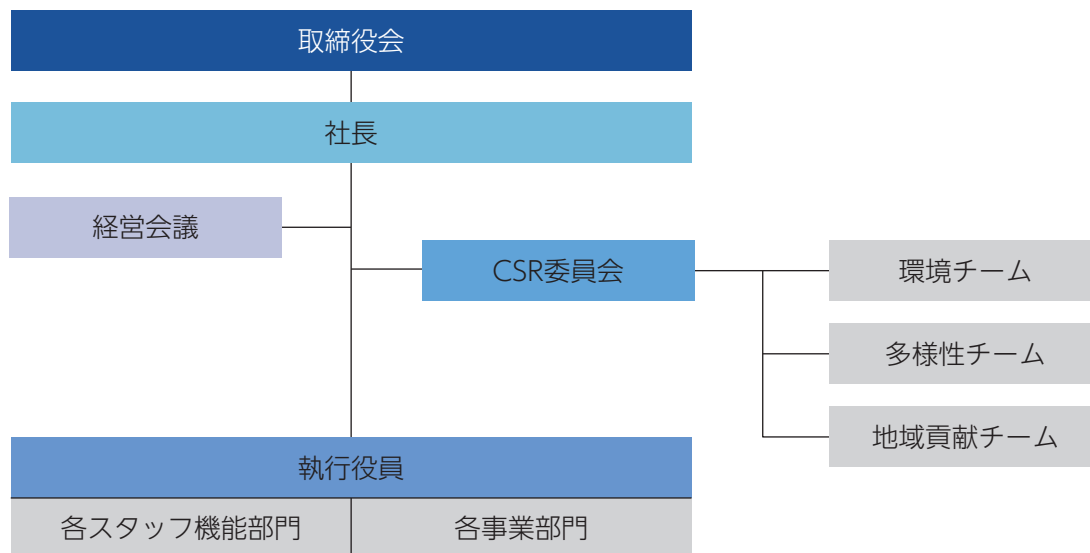 取締役会
社長
経営会議
CSR委員会
環境チーム
多様性チーム
地域貢献チーム
執行役員
各スタッフ機能部門
各事業部門